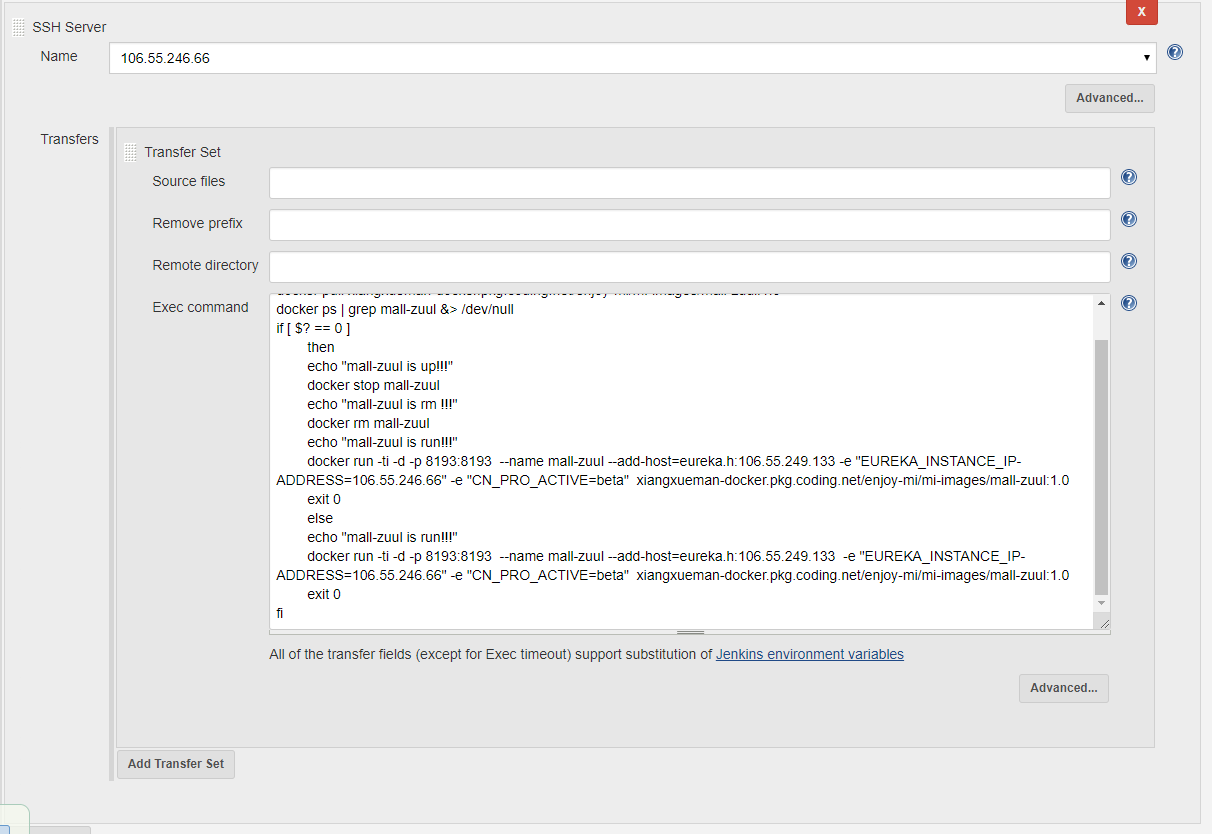 X
SSH Server
Name
106.55.246.66
Advanced...
Transfers
Transfer Set
Source files
Remove prefix
Remote directory
Exec command
docker ps | grep mall-zuul &> /dev/null
if [ $? == 0 ]
then
echo "mall-zuul is up!!!"
docker stop mall-zuul
echo "mall-zuul is rm !!!"
docker rm mall-zuul
echo "mall-zuul is run!!!"
docker run -ti -d -p 8193:8193  --name mall-zuul --add-host=eureka.h:106.55.249.133 -e "EUREKA_INSTANCE_IP-
ADDRESS=106.55.246.66" -e "CN_PRO_ACTIVE=beta"  xiangxueman-docker.pkg.coding.net/enjoy-mi/mi-images/mall-zuul:1.0
exit 0
else
echo "mall-zuul is run!!!"
docker run -ti -d -p 8193:8193  --name mall-zuul --add-host=eureka.h:106.55.249.133  -e "EUREKA_INSTANCE_IP-
ADDRESS=106.55.246.66" -e "CN_PRO_ACTIVE=beta"  xiangxueman-docker.pkg.coding.net/enjoy-mi/mi-images/mall-zuul:1.0
exit 0
fi
All of the transfer fields (except for Exec timeout) support substitution of Jenkins environment variables
Advanced...
Add Transfer Set